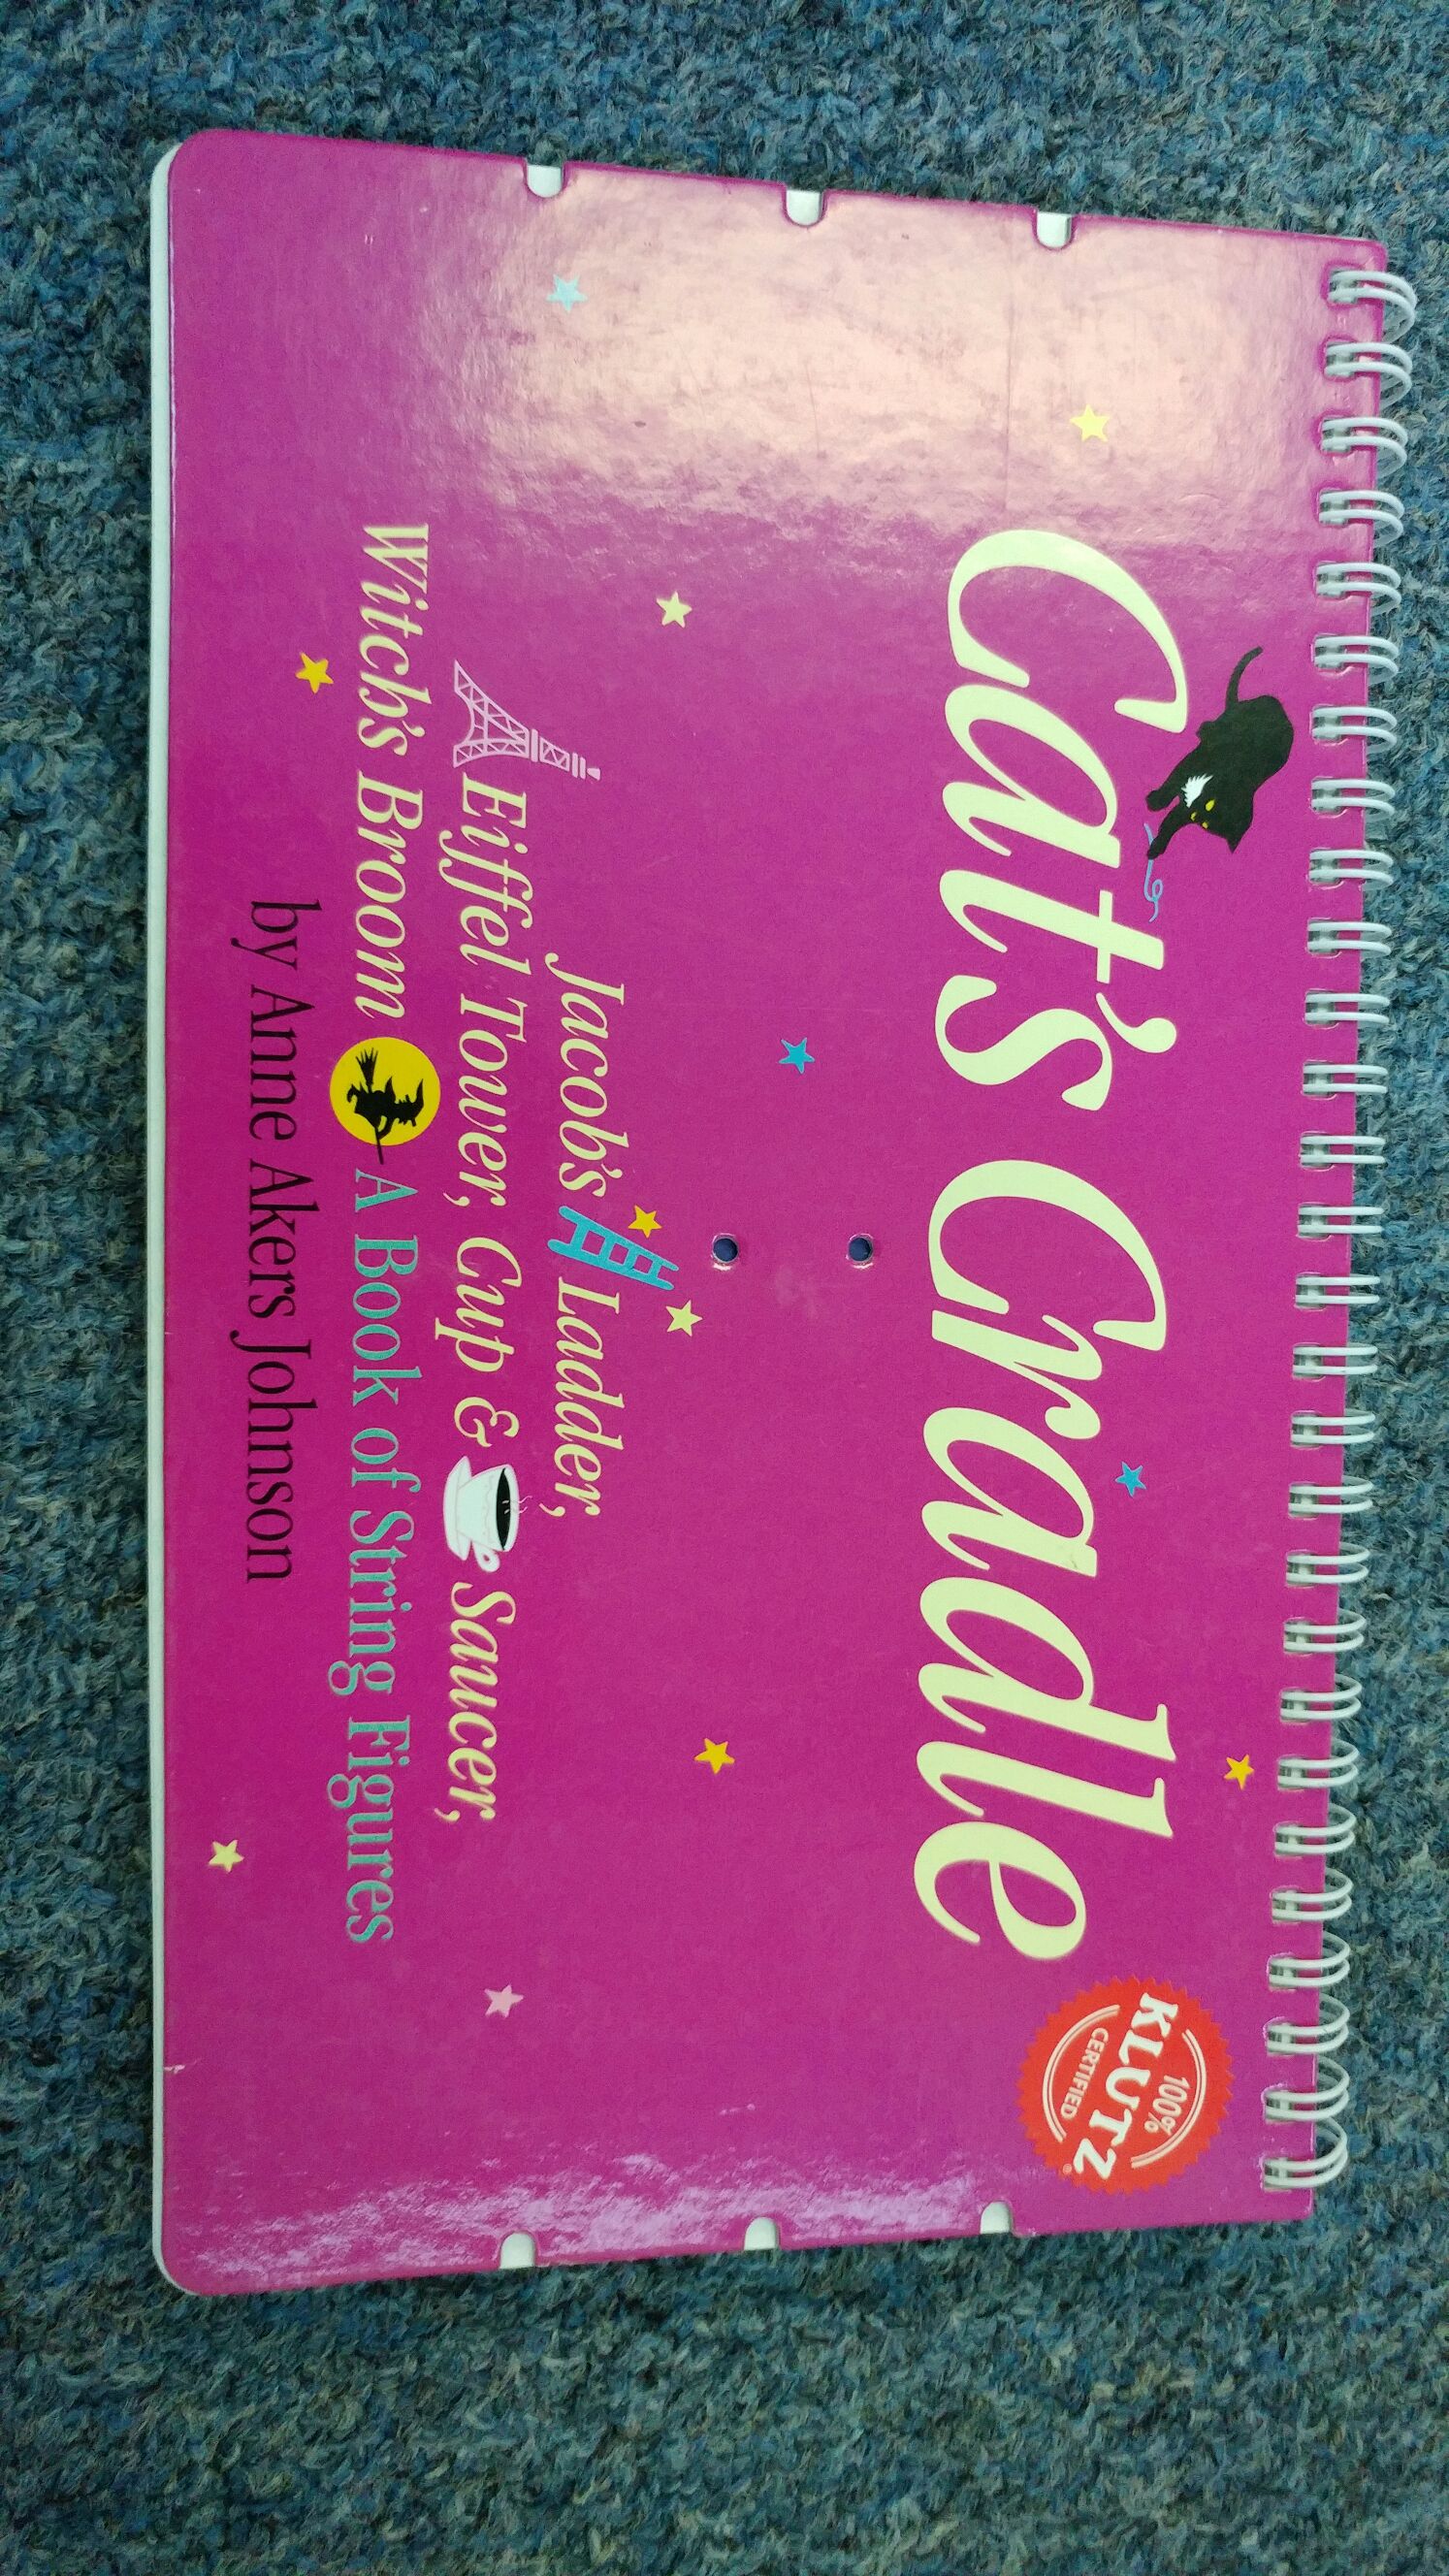 Cat's Cradle
100%
KLUTZ®
CERTIFIED
Jacob's Ladder,
Eiffel Tower, Cup & Saucer,
Witch's Broom A Book of String Figures
by Anne Akers Johnson